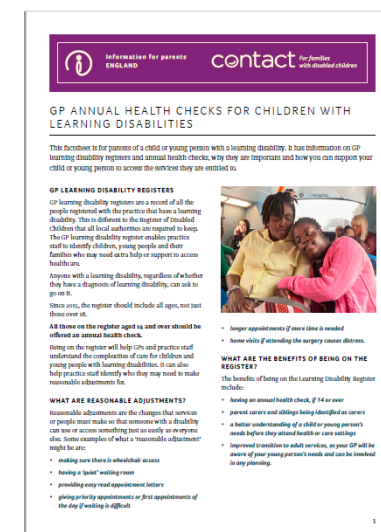 Information for parents
ENGLAND
contact
For families
with disabled children
GP ANNUAL HEALTH CHECKS FOR CHILDREN WITH
LEARNING DISABILITIES
This factsheet is for parents of a child or young person with a learning disability. It has information on GP
learning disability registers and annual health checks, why they are important and how you can support your
child or young person to access the services they are entitled to.
GP LEARNING DISABILITY REGISTERS
GP learning disability registers are a record of all the
people registered with the practice that have a learning
disability. This is different to the Register of Disabled
Children that all local authorities are required to keep.
The GP learning disability register enables practice
staff to identify children, young people and their
families who may need extra help or support to access
healthcare.
Anyone with a learning disability, regardless of whether
they have a diagnosis of learning disability, can ask to
go on it.
Since 2015, the register should include all ages, not just
those over 18.
All those on the register aged 14 and over should be
offered an annual health check.
Being on the register will help GPs and practice staff
understand the complexities of care for children and
young people with learning disabilities. It can also
help practice staff identify who they may need to make
reasonable adjustments for.
WHAT ARE REASONABLE ADJUSTMENTS?
Reasonable adjustments are the changes that services
or people must make so that someone with a disability
can use or access something just as easily as everyone
else. Some examples of what a 'reasonable adjustment'
might be are:
• making sure there is wheelchair access
• having a 'quiet' waiting room
• providing easy read appointment letters
• giving priority appointments or first appointments of
the day if waiting is difficult
• longer appointments if more time is needed
• home visits if attending the surgery causes distress.
WHAT ARE THE BENEFITS OF BEING ON THE
REGISTER?
The benefits of being on the Learning Disability Register
include:
• having an annual health check, if 14 or over
• parent carers and siblings being identified as carers
• a better understanding of a child or young person's
needs before they attend health or care settings
• improved transition to adult services, as your GP will be
aware of your young person's needs and can be involved
in any planning.
1